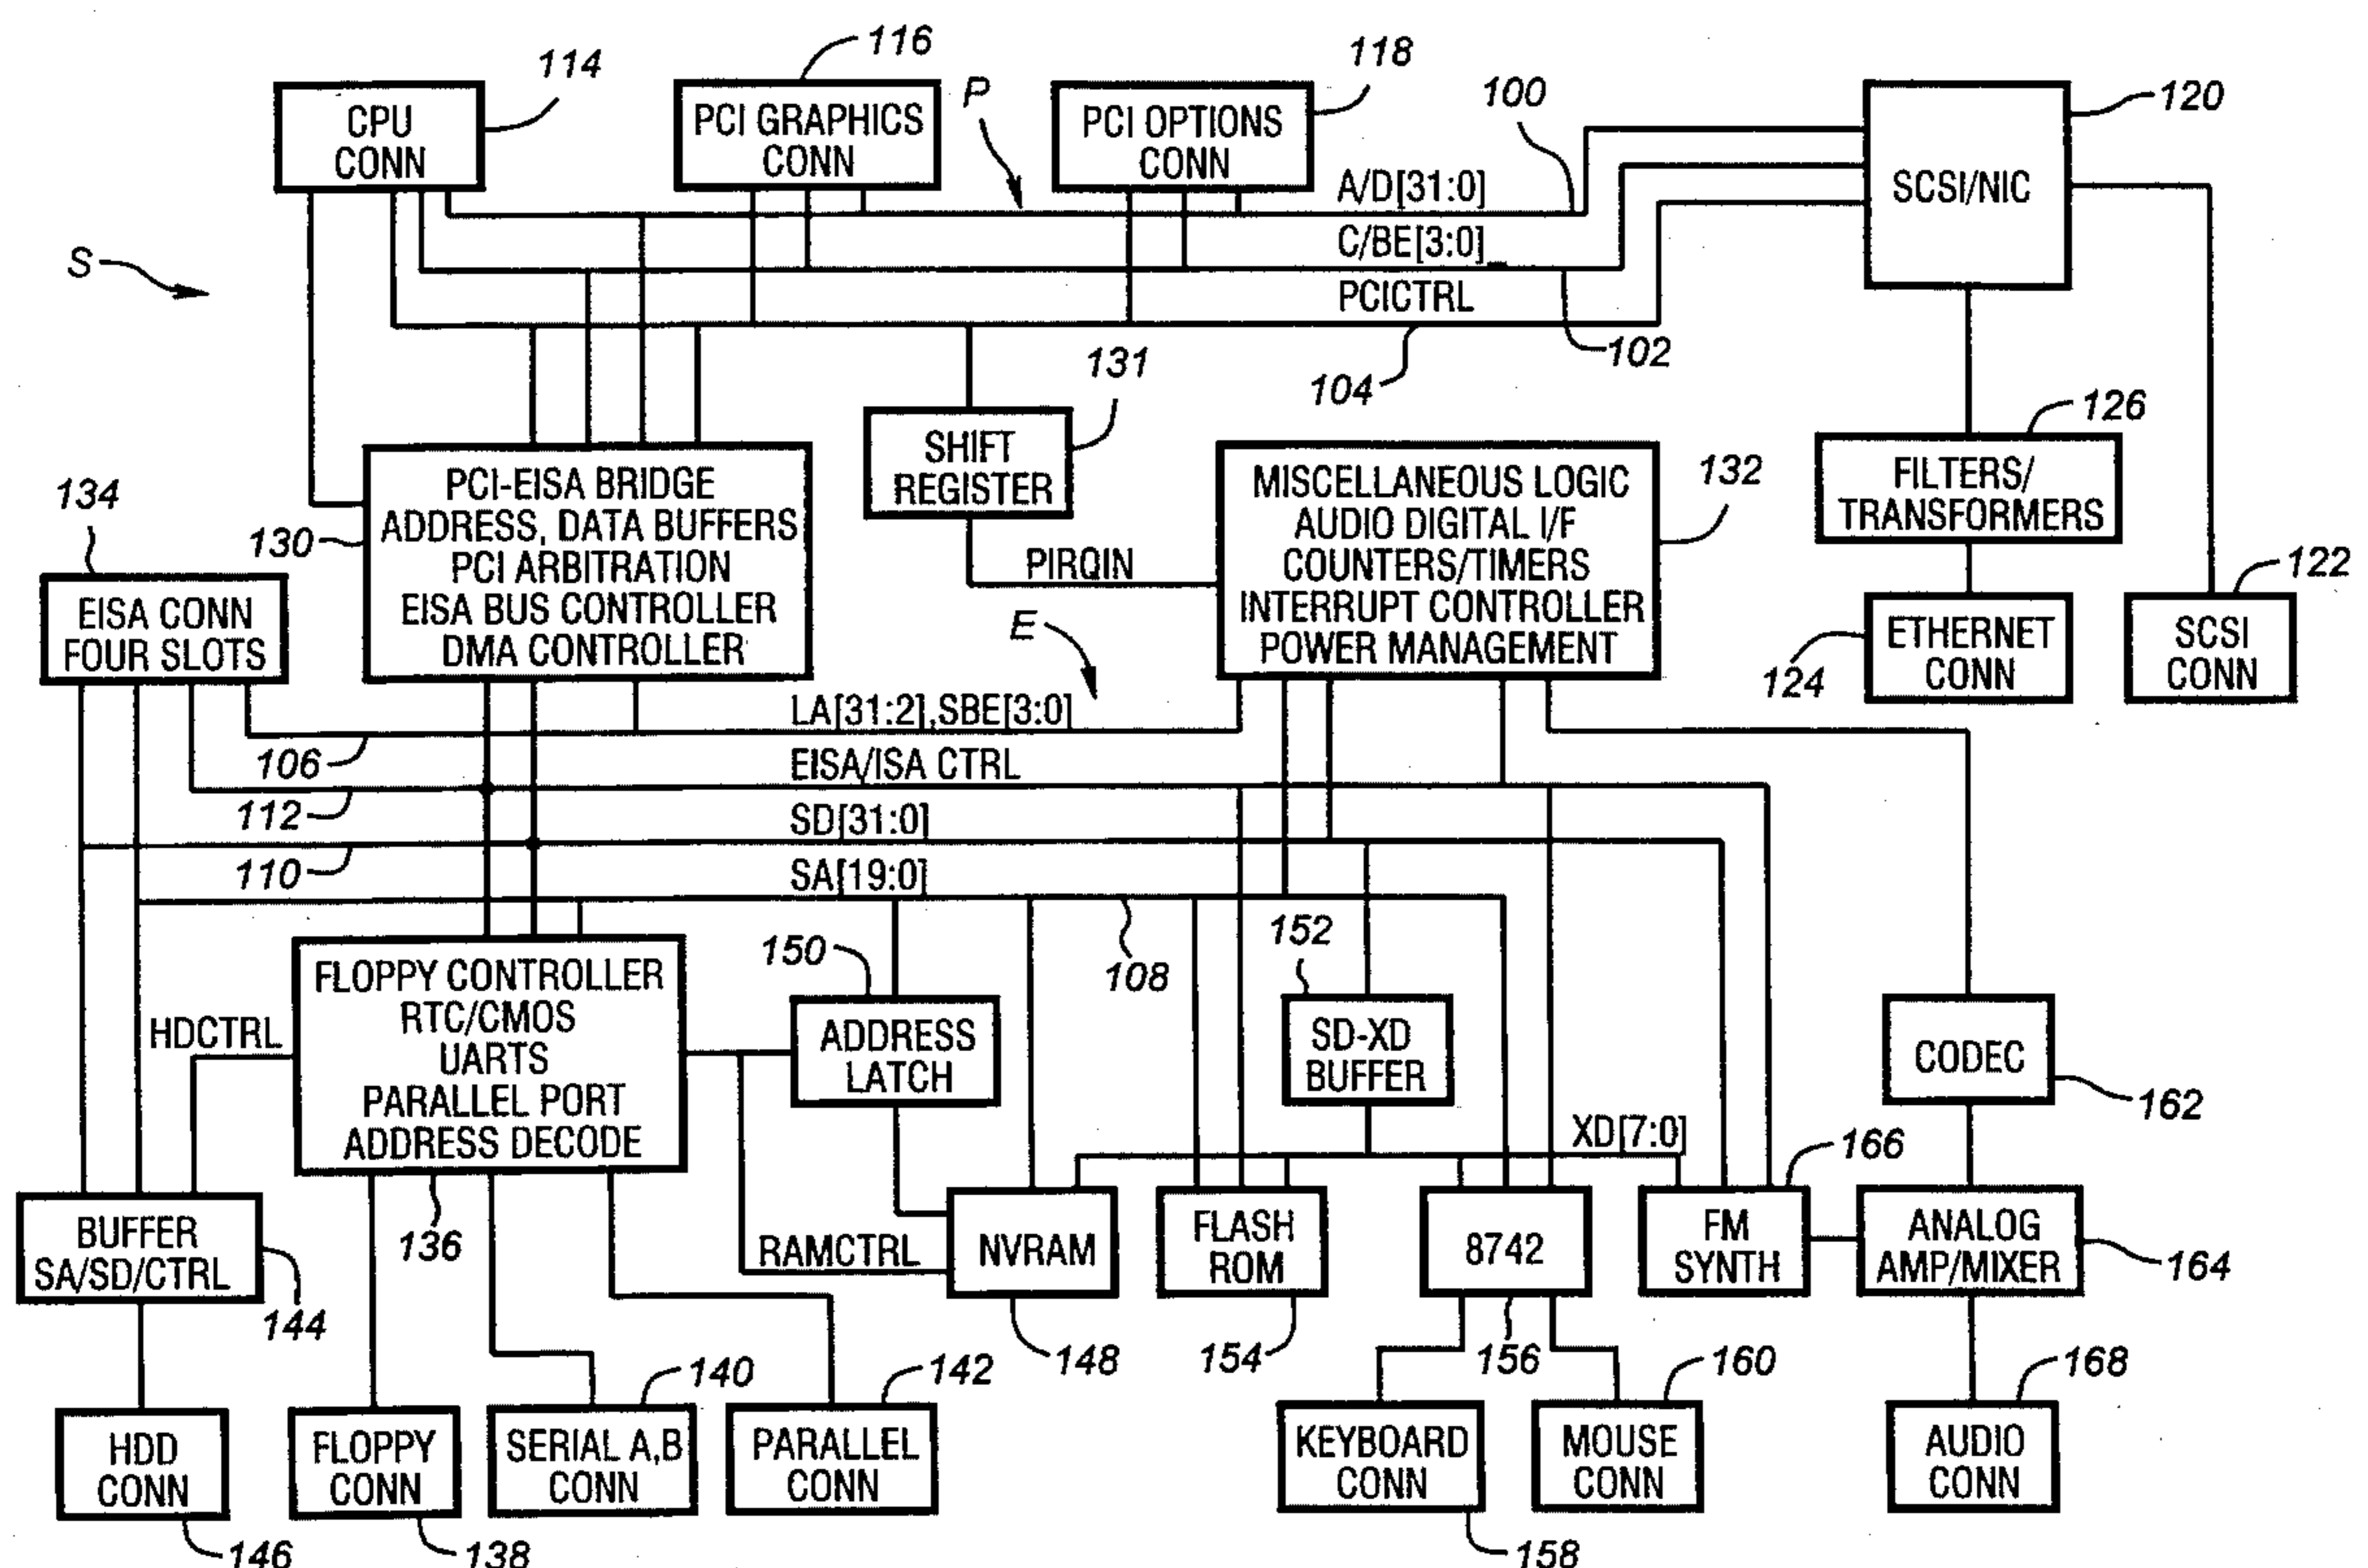 114
116
118
P
100
120
CPU
CONN
PCI GRAPHICS
CONN
PCI OPTIONS
CONN
SCSI/NIC
A/D[31:0]
C/BE[3:0]
PCICTRL
S
102
104
131
126
SHIFT
REGISTER
FILTERS/
TRANSFORMERS
134
130
PCI-EISA BRIDGE
ADDRESS, DATA BUFFERS
PCI ARBITRATION
EISA BUS CONTROLLER
DMA CONTROLLER
MISCELLANEOUS LOGIC
AUDIO DIGITAL I/F
COUNTERS/TIMERS
INTERRUPT CONTROLLER
POWER MANAGEMENT
132
PIRQIN
E
122
EISA CONN
FOUR SLOTS
124
ETHERNET
CONN
SCSI
CONN
LA[31:2],SBE[3:0]
106
EISA/ISA CTRL
112
SD[31:0]
110
SA[19:0]
108
150
152
FLOPPY CONTROLLER
RTC/CMOS
UARTS
PARALLEL PORT
ADDRESS DECODE
HDCTRL
ADDRESS
LATCH
SD-XD
BUFFER
CODEC
162
XD[7:0]
166
BUFFER
SA/SD/CTRL
136
RAMCTRL
NVRAM
FLASH
ROM
8742
FM
SYNTH
ANALOG
AMP/MIXER
164
144
148
154
156
140
142
160
168
HDD
CONN
FLOPPY
CONN
SERIAL A,B
CONN
PARALLEL
CONN
KEYBOARD
CONN
MOUSE
CONN
AUDIO
CONN
146
138
158